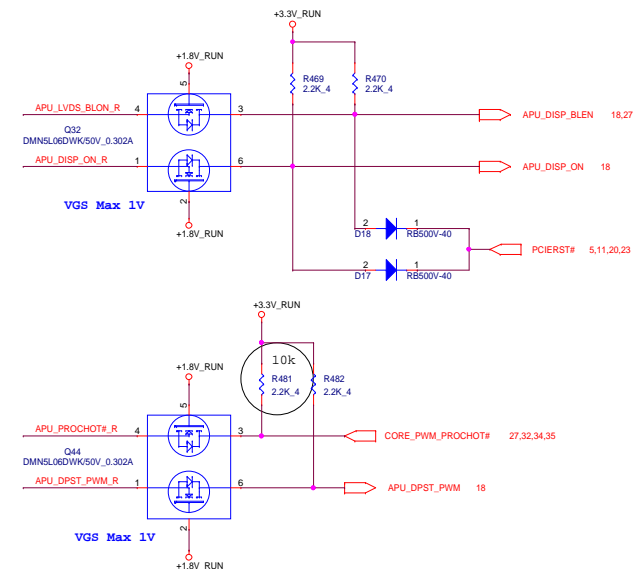 +3.3V_RUN
+1.8V_RUN
5
R469
2.2K_4
R470
2.2K_4
APU_LVDS_BLON_R
4
3
APU_DISP_BLEN 18,27
Q32
DMN5L06DWK/50V_0.302A
APU_DISP_ON_R
1
6
APU_DISP_ON 18
VGS Max 1V
2
+1.8V_RUN
2
1
D18
RB500V-40
PCIERST# 5,11,20,23
2
1
D17
RB500V-40
+3.3V_RUN
10k
+1.8V_RUN
5
R481
2.2K_4
R482
2.2K_4
APU_PROCHOT#_R
4
3
CORE_PWM_PROCHOT# 27,32,34,35
Q44
DMN5L06DWK/50V_0.302A
APU_DPST_PWM_R
1
6
APU_DPST_PWM 18
VGS Max 1V
2
+1.8V_RUN